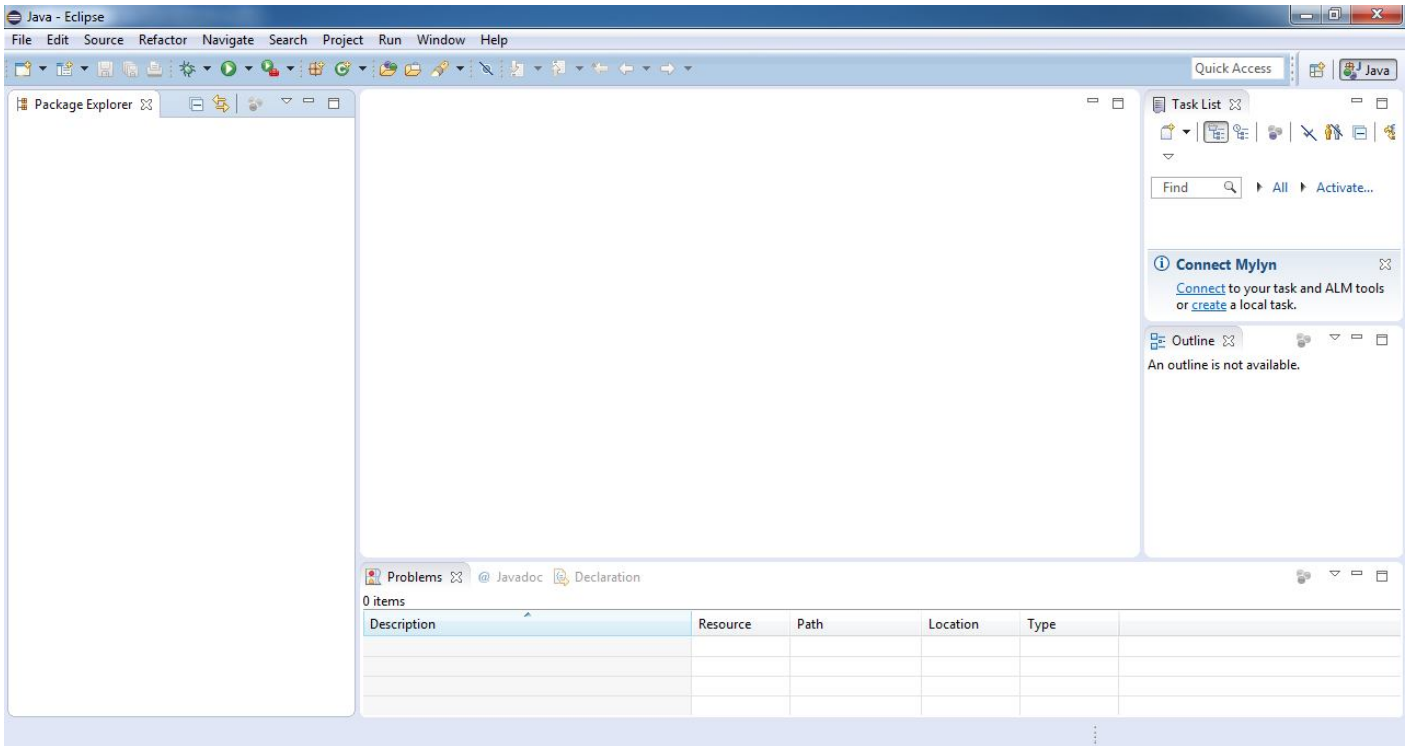 Java - Eclipse
File Edit Source Refactor Navigate Search Project Run Window Help
Quick Access
Java
Package Explorer
Task List
Find
All
Activate...
Connect Mylyn
Connect to your task and ALM tools
or create a local task.
Outline
An outline is not available.
Problems @ Javadoc Declaration
0 items
Description Resource Path Location Type